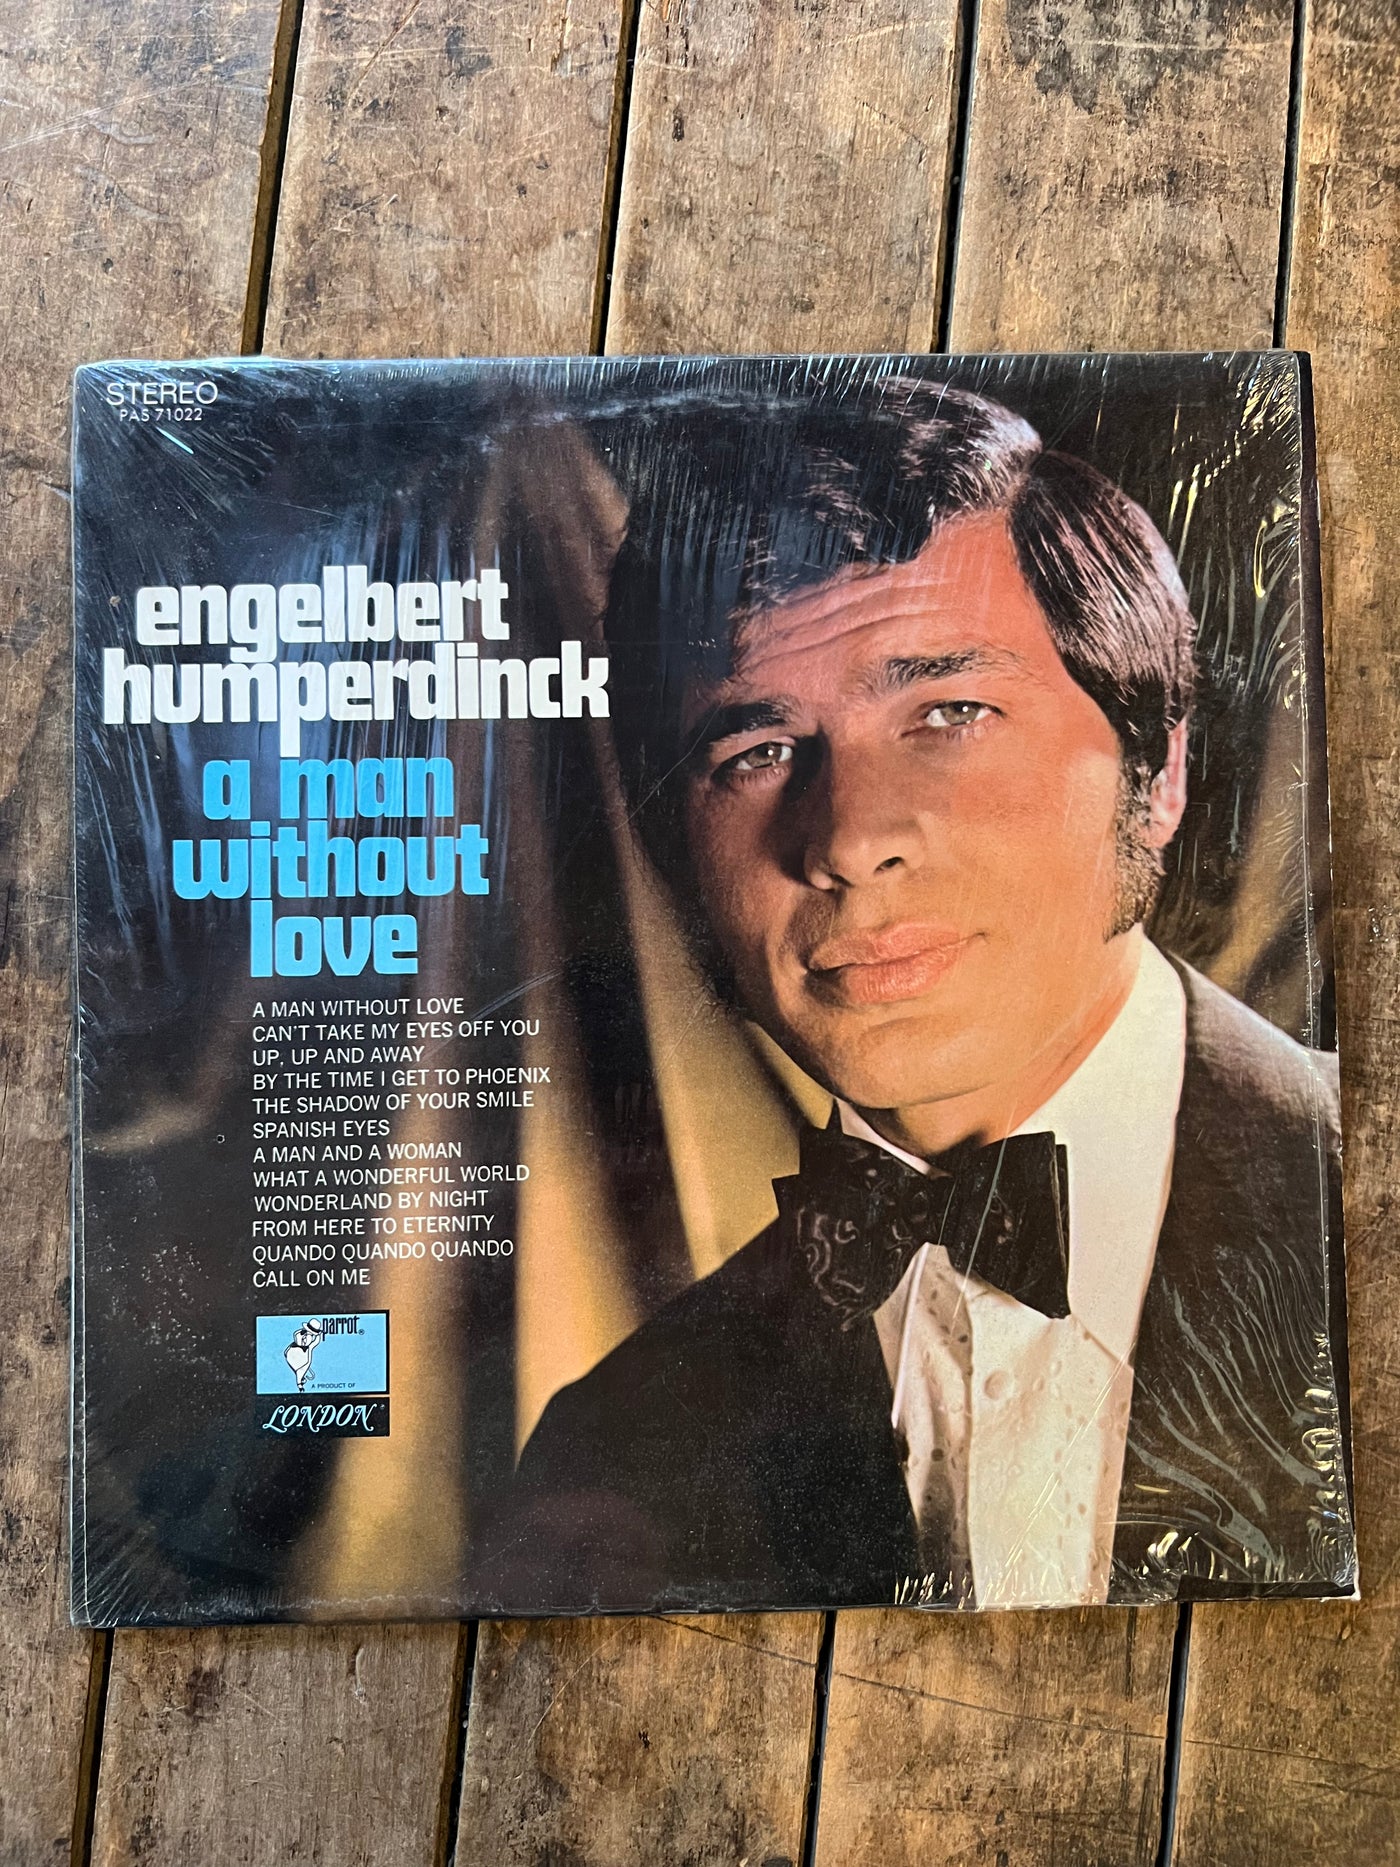 STEREO
PAS 71022
engelbert
humperdinck
a man
without
love
A MAN WITHOUT LOVE
CAN'T TAKE MY EYES OFF YOU
UP, UP AND AWAY
BY THE TIME I GET TO PHOENIX
THE SHADOW OF YOUR SMILE
SPANISH EYES
A MAN AND A WOMAN
WHAT A WONDERFUL WORLD
WONDERLAND BY NIGHT
FROM HERE TO ETERNITY
QUANDO QUANDO QUANDO
CALL ON ME
parrot®
A PRODUCT OF
LONDON®